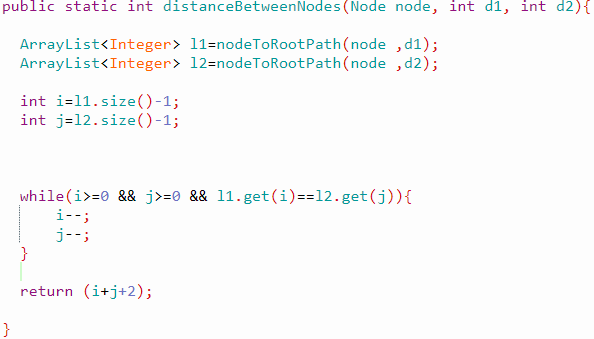 public static int distanceBetweenNodes(Node node, int d1, int d2){
ArrayList<Integer> l1=nodeToRootPath(node ,d1);
ArrayList<Integer> l2=nodeToRootPath(node ,d2);
int i=l1.size()-1;
int j=l2.size()-1;
while(i>=0 && j>=0 && l1.get(i)==l2.get(j)){
i--;
j--;
}
return (i+j+2);
}